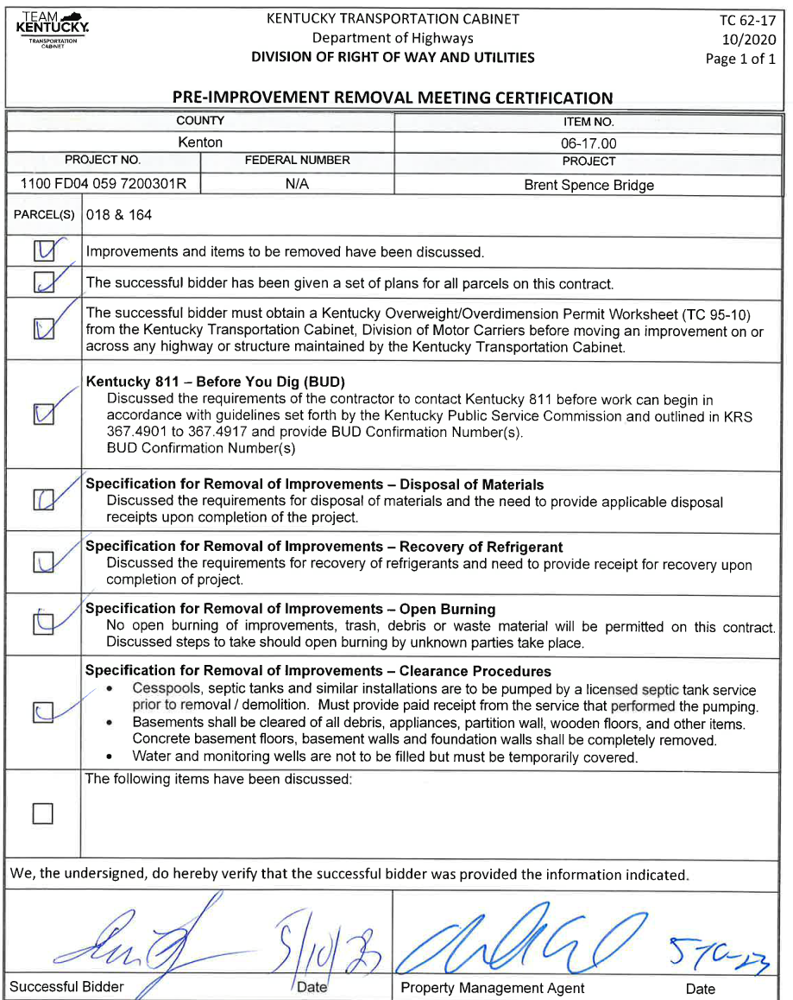 TEAM
KENTUCKY.
TRANSPORTATION
CABINET
KENTUCKY TRANSPORTATION CABINET
Department of Highways
DIVISION OF RIGHT OF WAY AND UTILITIES
TC 62-17
10/2020
Page 1 of 1
PRE-IMPROVEMENT REMOVAL MEETING CERTIFICATION
COUNTY
ITEM NO.
Kenton
06-17.00
PROJECT NO.
FEDERAL NUMBER
PROJECT
1100 FD04 059 7200301R
N/A
Brent Spence Bridge
PARCEL(S) 018 & 164
Improvements and items to be removed have been discussed.
The successful bidder has been given a set of plans for all parcels on this contract.
The successful bidder must obtain a Kentucky Overweight/Overdimension Permit Worksheet (TC 95-10)
from the Kentucky Transportation Cabinet, Division of Motor Carriers before moving an improvement on or
across any highway or structure maintained by the Kentucky Transportation Cabinet.
Kentucky 811 – Before You Dig (BUD)
Discussed the requirements of the contractor to contact Kentucky 811 before work can begin in
accordance with guidelines set forth by the Kentucky Public Service Commission and outlined in KRS
367.4901 to 367.4917 and provide BUD Confirmation Number(s).
BUD Confirmation Number(s)
Specification for Removal of Improvements – Disposal of Materials
Discussed the requirements for disposal of materials and the need to provide applicable disposal
receipts upon completion of the project.
Specification for Removal of Improvements – Recovery of Refrigerant
Discussed the requirements for recovery of refrigerants and need to provide receipt for recovery upon
completion of project.
Specification for Removal of Improvements – Open Burning
No open burning of improvements, trash, debris or waste material will be permitted on this contract.
Discussed steps to take should open burning by unknown parties take place.
Specification for Removal of Improvements – Clearance Procedures
• Cesspools, septic tanks and similar installations are to be pumped by a licensed septic tank service
prior to removal / demolition. Must provide paid receipt from the service that performed the pumping.
• Basements shall be cleared of all debris, appliances, partition wall, wooden floors, and other items.
Concrete basement floors, basement walls and foundation walls shall be completely removed.
• Water and monitoring wells are not to be filled but must be temporarily covered.
The following items have been discussed:
We, the undersigned, do hereby verify that the successful bidder was provided the information indicated.
5/10/23
5-10-23
Successful Bidder
Date
Property Management Agent
Date